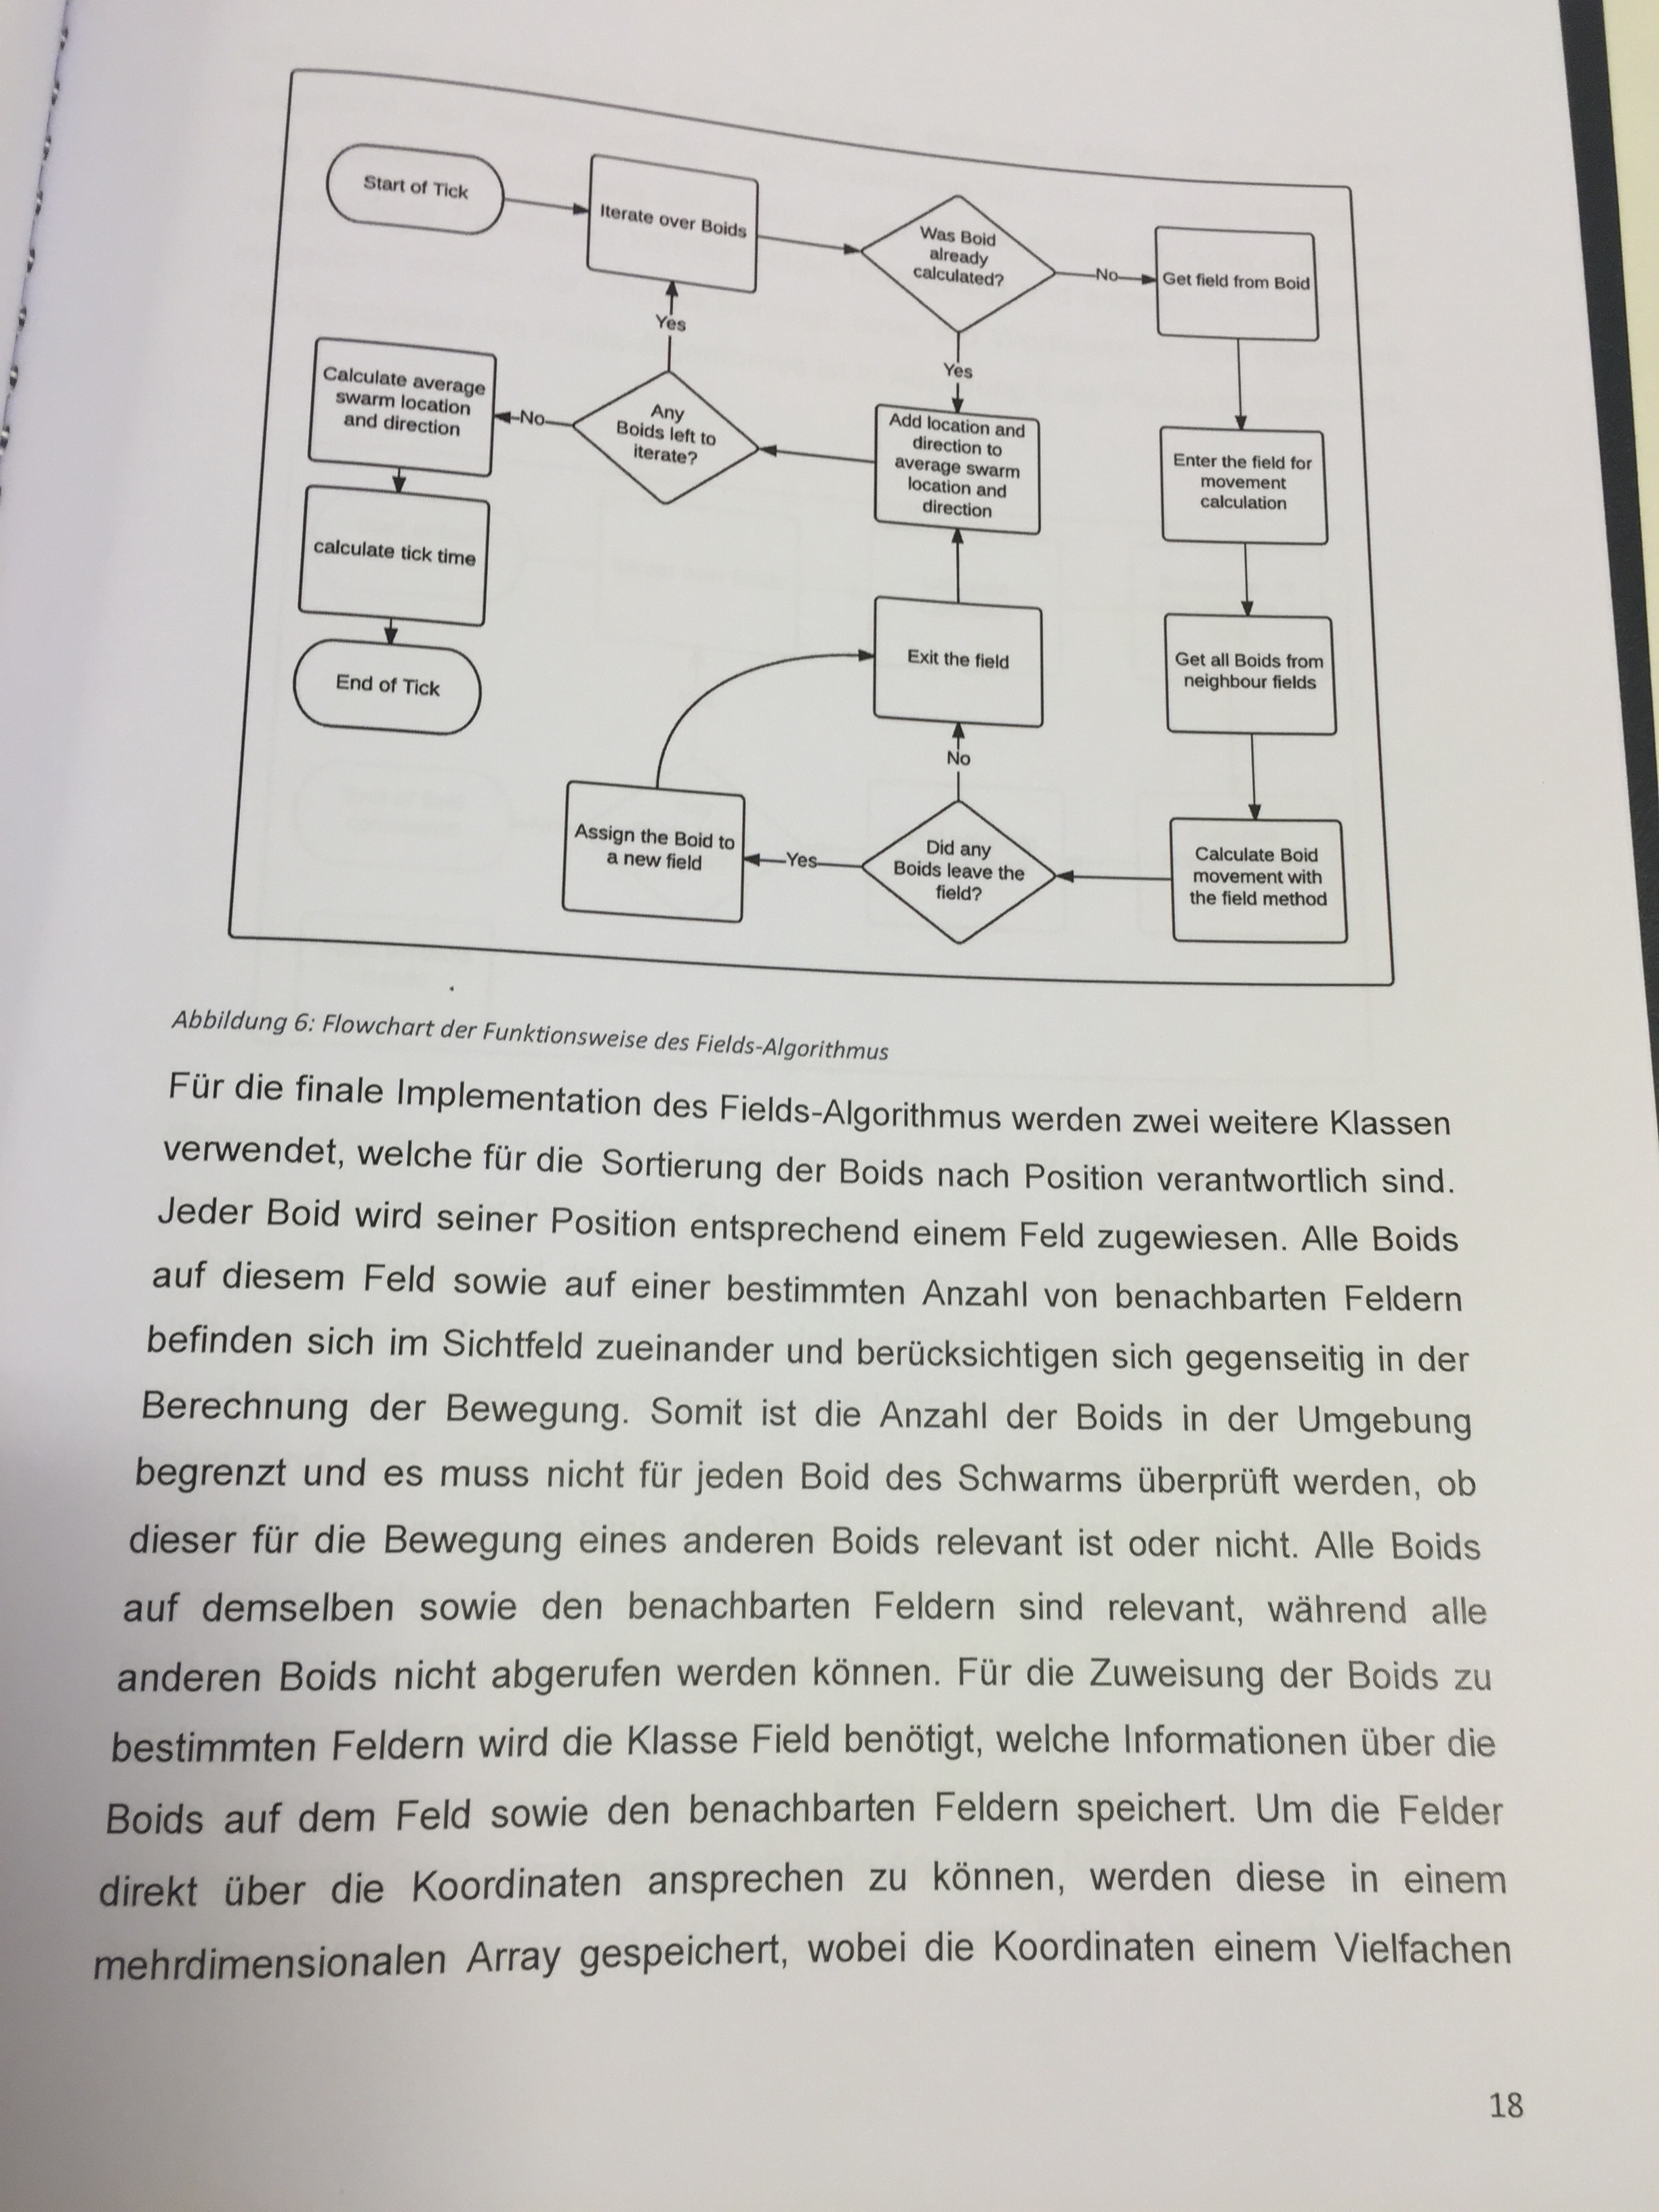 Start of Tick
Iterate over Boids
Was Boid
already
calculated?
No
Get field from Boid
Yes
Yes
Calculate average
swarm location
and direction
No
Any
Boids left to
iterate?
Add location and
direction to
average swarm
location and
direction
Enter the field for
movement
calculation
calculate tick time
Exit the field
Get all Boids from
neighbour fields
End of Tick
No
Assign the Boid to
a new field
Yes
Did any
Boids leave the
field?
Calculate Boid
movement with
the field method
Abbildung 6: Flowchart der Funktionsweise des Fields-Algorithmus
Für die finale Implementation des Fields-Algorithmus werden zwei weitere Klassen
verwendet, welche für die Sortierung der Boids nach Position verantwortlich sind.
Jeder Boid wird seiner Position entsprechend einem Feld zugewiesen. Alle Boids
auf diesem Feld sowie auf einer bestimmten Anzahl von benachbarten Feldern
befinden sich im Sichtfeld zueinander und berücksichtigen sich gegenseitig in der
Berechnung der Bewegung. Somit ist die Anzahl der Boids in der Umgebung
begrenzt und es muss nicht für jeden Boid des Schwarms überprüft werden, ob
dieser für die Bewegung eines anderen Boids relevant ist oder nicht. Alle Boids
auf demselben sowie den benachbarten Feldern sind relevant, während alle
anderen Boids nicht abgerufen werden können. Für die Zuweisung der Boids zu
bestimmten Feldern wird die Klasse Field benötigt, welche Informationen über die
Boids auf dem Feld sowie den benachbarten Feldern speichert. Um die Felder
direkt über die Koordinaten ansprechen zu können, werden diese in einem
mehrdimensionalen Array gespeichert, wobei die Koordinaten einem Vielfachen
18